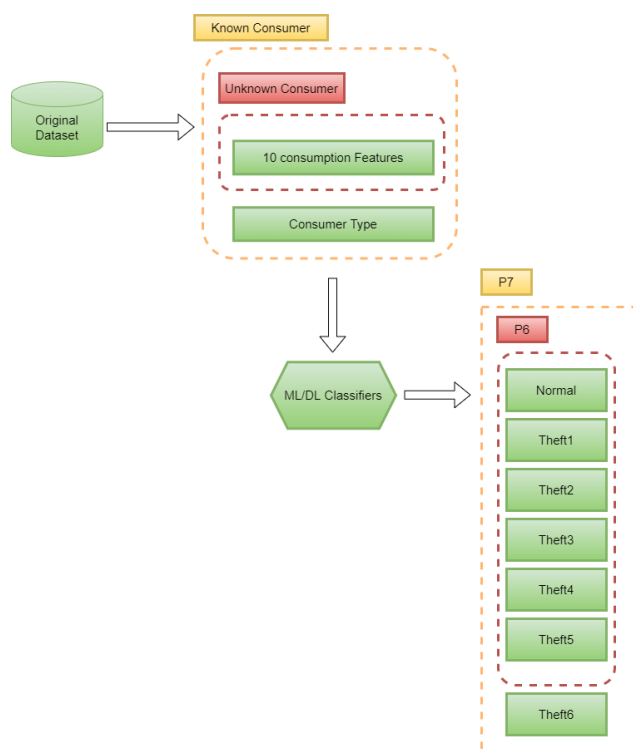 Known Consumer
Unknown Consumer
Original
Dataset
10 consumption Features
Consumer Type
P7
P6
ML/DL Classifiers
Normal
Theft1
Theft2
Theft3
Theft4
Theft5
Theft6